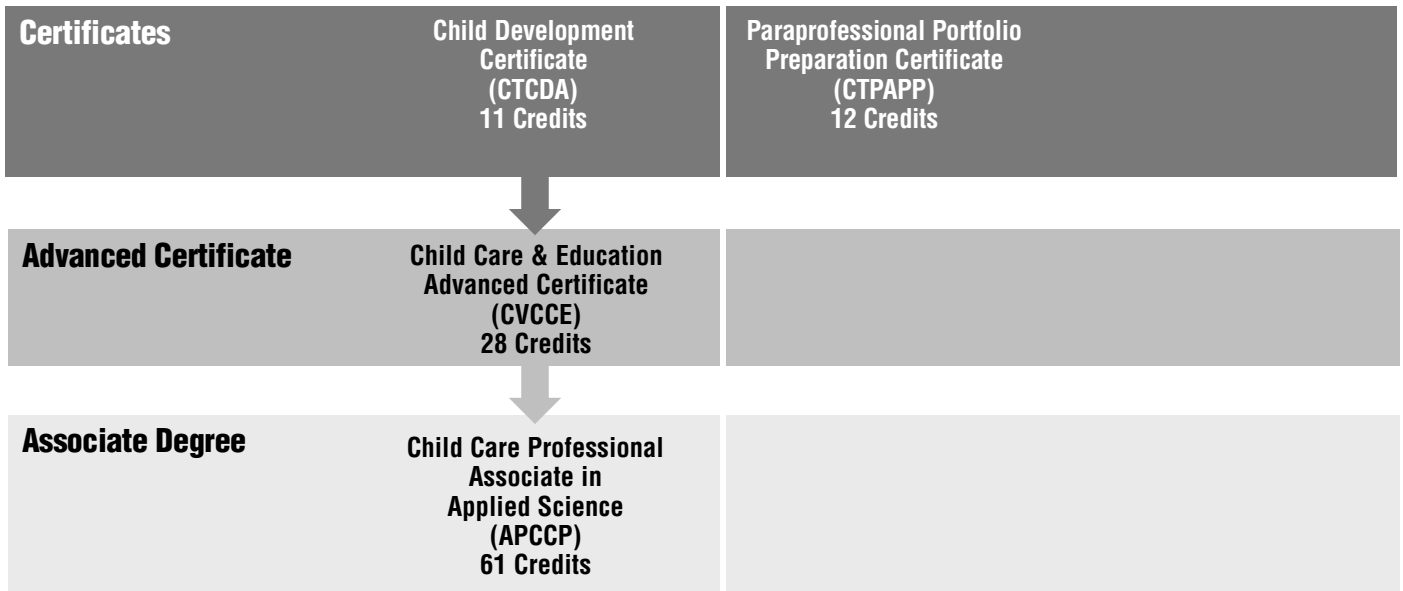 Certificates
Child Development
Certificate
(CTCDA)
11 Credits
Paraprofessional Portfolio
Preparation Certificate
(CTPAPP)
12 Credits
Advanced Certificate
Child Care & Education
Advanced Certificate
(CVCCE)
28 Credits
Associate Degree
Child Care Professional
Associate in
Applied Science
(APCCP)
61 Credits